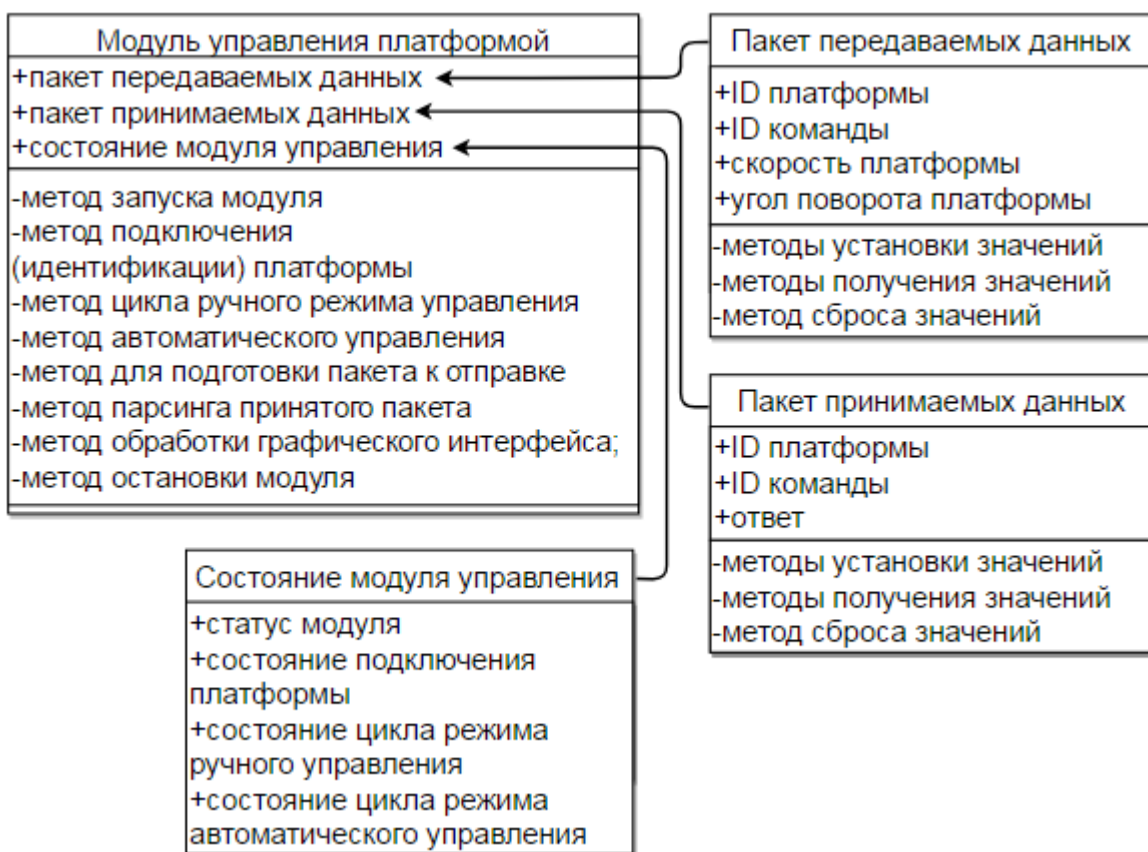 Модуль управления платформой
+пакет передаваемых данных
+пакет принимаемых данных
+состояние модуля управления
-метод запуска модуля
-метод подключения
(идентификации) платформы
-метод цикла ручного режима управления
-метод автоматического управления
-метод для подготовки пакета к отправке
-метод парсинга принятого пакета
-метод обработки графического интерфейса;
-метод остановки модуля
Пакет передаваемых данных
+ID платформы
+ID команды
+скорость платформы
+угол поворота платформы
-методы установки значений
-методы получения значений
-метод сброса значений
Пакет принимаемых данных
+ID платформы
+ID команды
+ответ
-методы установки значений
-методы получения значений
-метод сброса значений
Состояние модуля управления
+статус модуля
+состояние подключения
платформы
+состояние цикла режима
ручного управления
+состояние цикла режима
автоматического управления